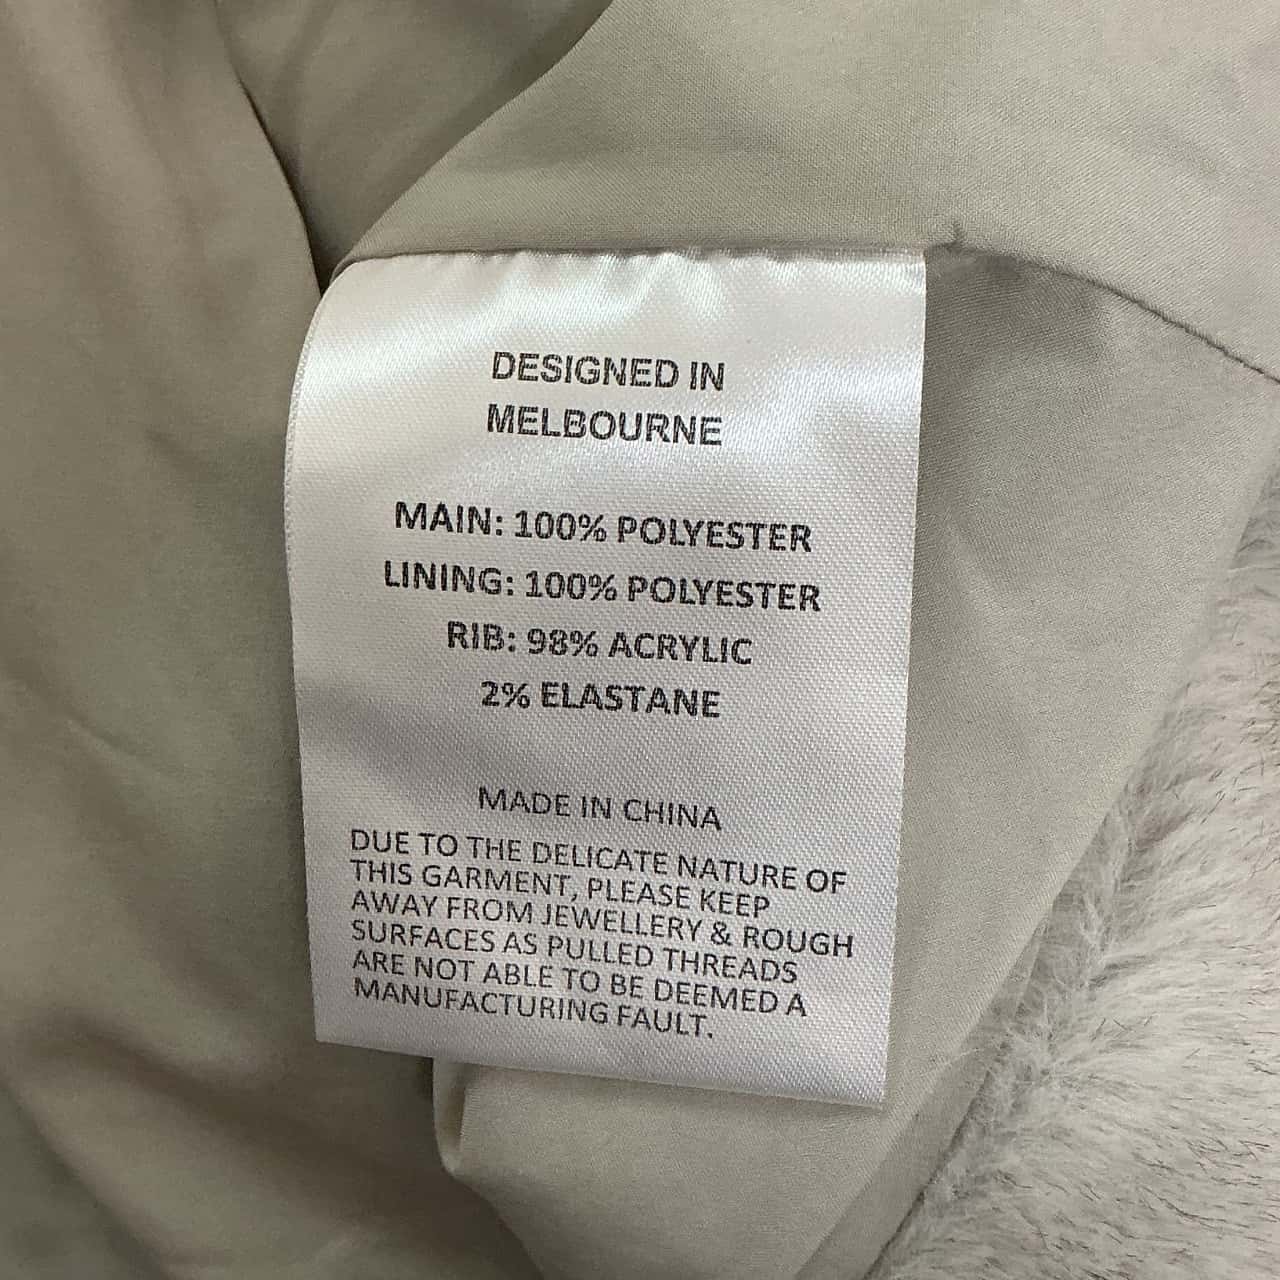 DESIGNED IN
MELBOURNE
MAIN: 100% POLYESTER
LINING: 100% POLYESTER
RIB: 98% ACRYLIC
2% ELASTANE
MADE IN CHINA
DUE TO THE DELICATE NATURE OF
THIS GARMENT, PLEASE KEEP
AWAY FROM JEWELLERY & ROUGH
SURFACES AS PULLED THREADS
ARE NOT ABLE TO BE DEEMED A
MANUFACTURING FAULT.